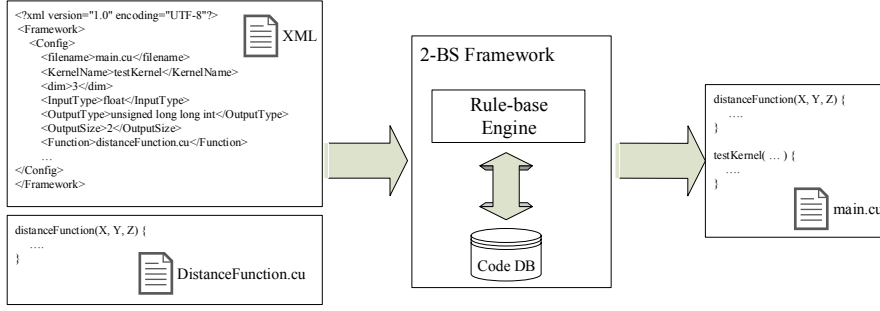 <?xml version="1.0" encoding="UTF-8"?>
<Framework>
<Config>
<filename>main.cu</filename>
<KernelName>testKernel</KernelName>
<dim>3</dim>
<InputType>float</InputType>
<OutputType>unsigned long long int</OutputType>
<OutputSize>2</OutputSize>
<Function>distanceFunction.cu</Function>
…
</Config>
</Framework>
XML
distanceFunction(X, Y, Z) {
….
}
DistanceFunction.cu
2-BS Framework
Rule-base
Engine
Code DB
distanceFunction(X, Y, Z) {
….
}
testKernel( … ) {
….
}
main.cu